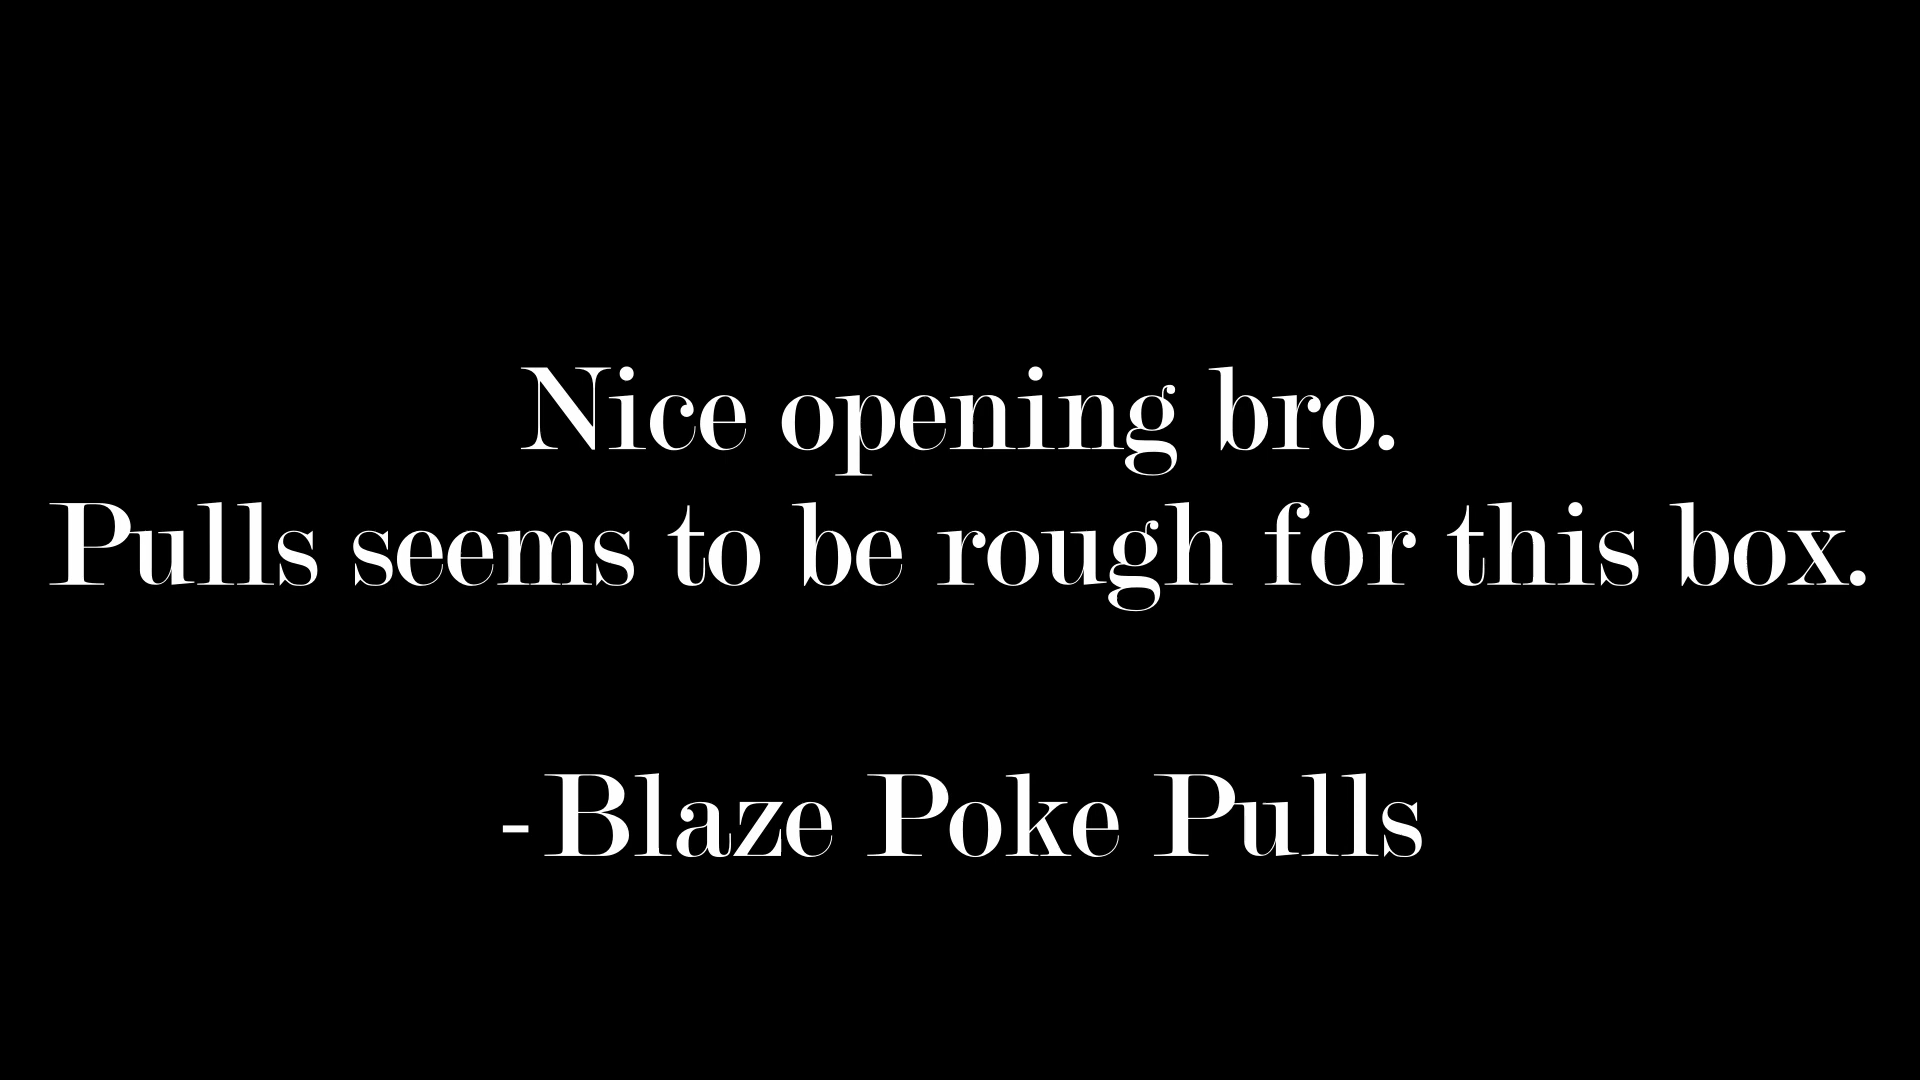 Nice opening bro.
Pulls seems to be rough for this box.
-Blaze Poke Pulls